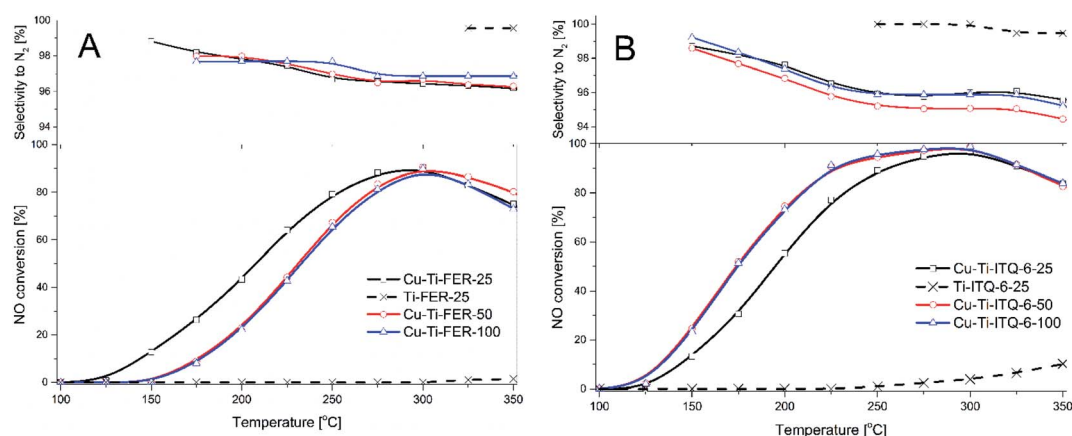 A
Selectivity to N₂ [%]
100
98
96
94
100
80
60
40
20
0
NO conversion [%]
Cu-Ti-FER-25
Ti-FER-25
Cu-Ti-FER-50
Cu-Ti-FER-100
100
150
200
250
300
350
Temperature [°C]
B
Selectivity to N₂ [%]
100
98
96
94
100
80
60
40
20
0
NO conversion [%]
Cu-Ti-ITQ-6-25
Ti-ITQ-6-25
Cu-Ti-ITQ-6-50
Cu-Ti-ITQ-6-100
100
150
200
250
300
350
Temperature [°C]